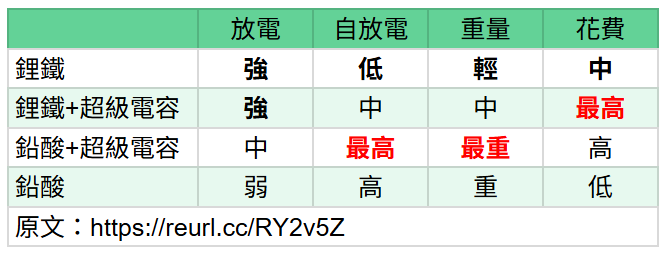 放電 自放電 重量 花費
鋰鐵 強 低 輕 中
鋰鐵+超級電容 強 中 中 最高
鉛酸+超級電容 中 最高 最重 高
鉛酸 弱 高 重 低
原文：https://reurl.cc/RY2v5Z